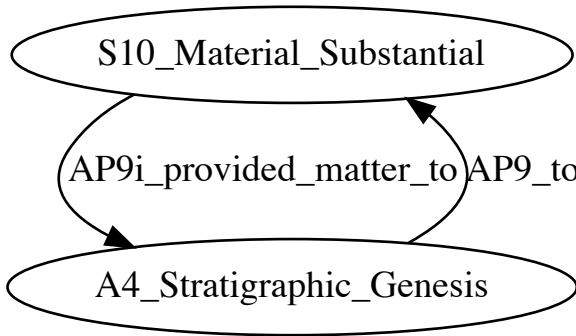 S10_Material_Substantial
AP9i_provided_matter_to AP9_to
A4_Stratigraphic_Genesis